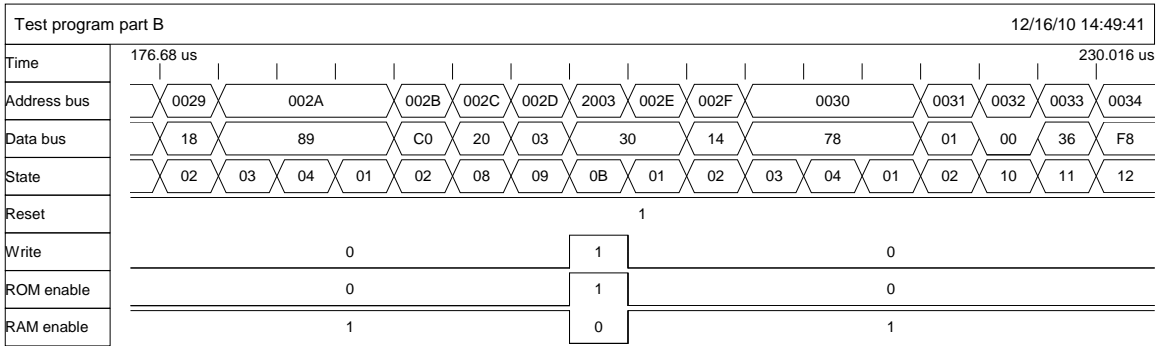 Test program part B 12/16/10 14:49:41
Time 176.68 us 230.016 us
Address bus 0029 002A 002B 002C 002D 2003 002E 002F 0030 0031 0032 0033 0034
Data bus 18 89 C0 20 03 30 14 78 01 00 36 F8
State 02 03 04 01 02 08 09 0B 01 02 03 04 01 02 10 11 12
Reset 1
Write 0 1 0
ROM enable 0 1 0
RAM enable 1 0 1